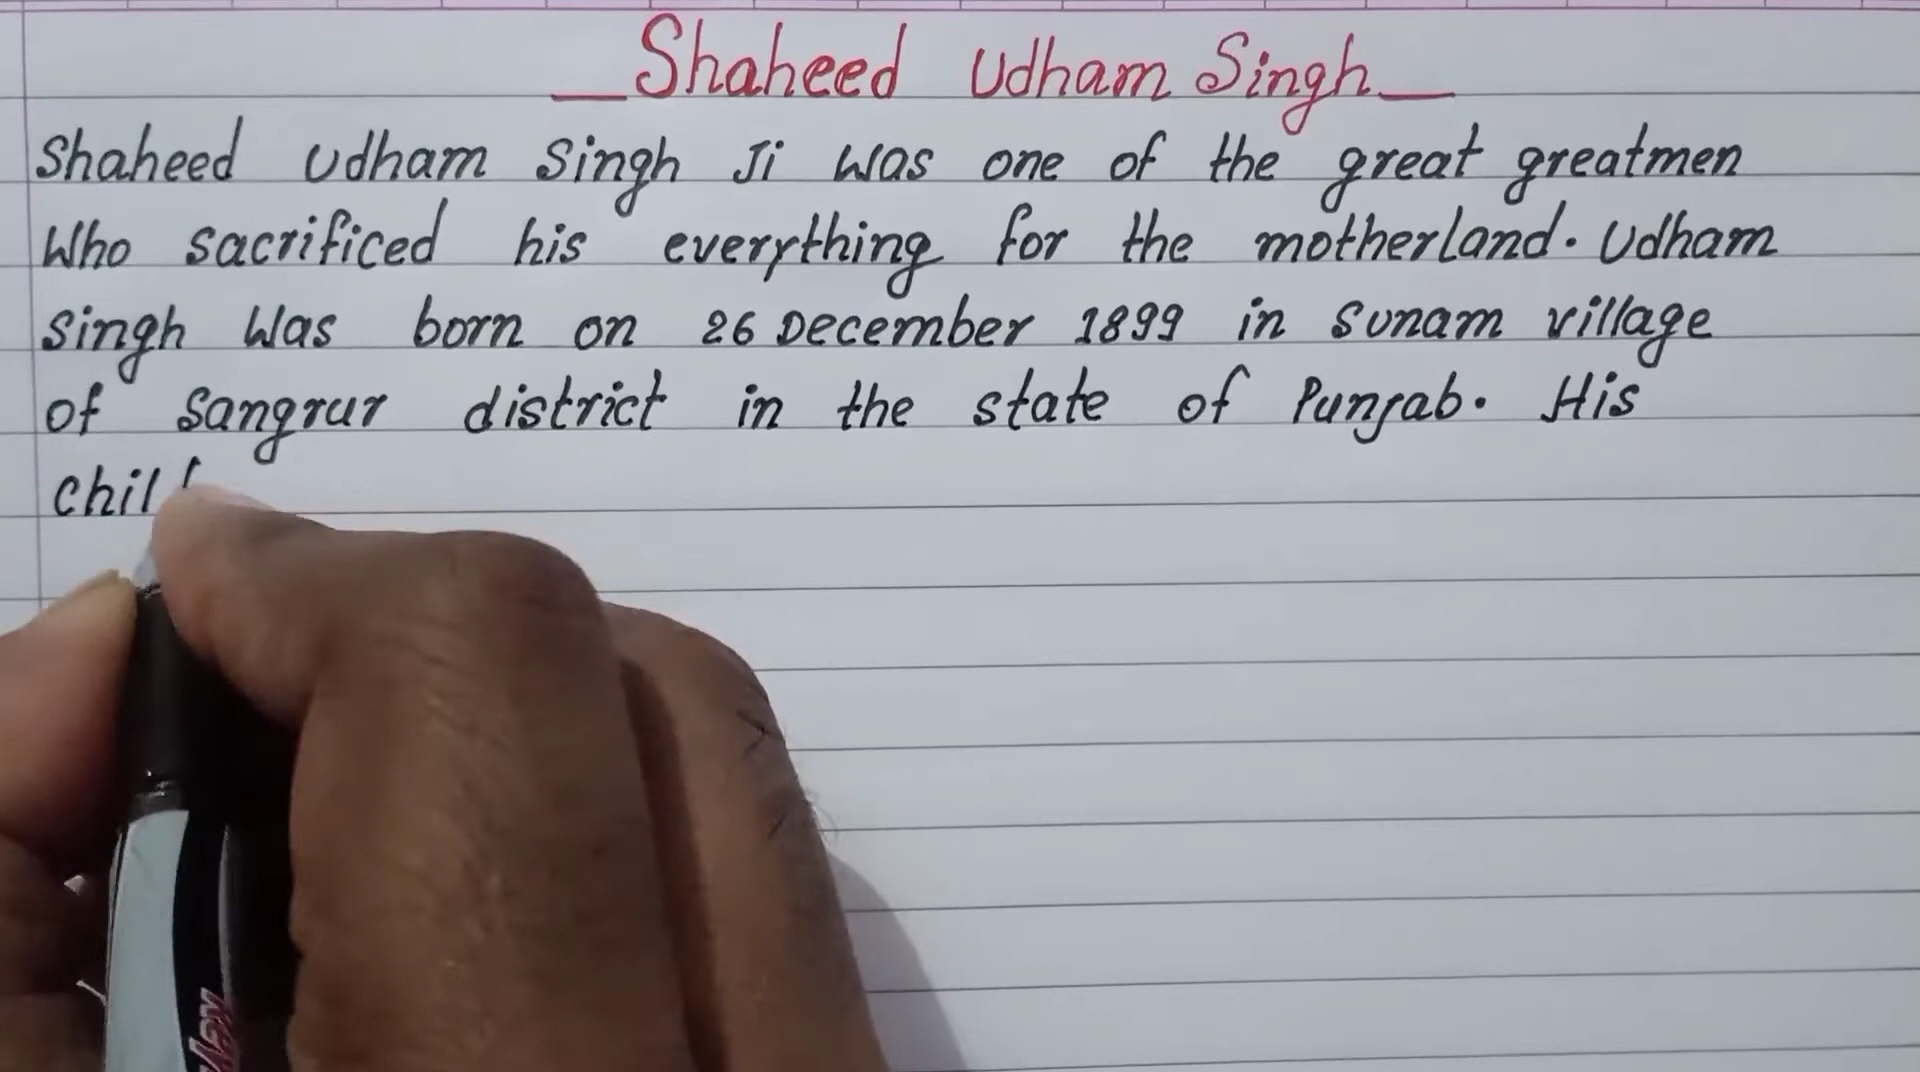 Shaheed Udham Singh
Shaheed Udham Singh Ji was one of the great greatmen
Who sacrificed his everything for the motherland. Udham
Singh was born on 26 December 1899 in Sunam village
of Sangrur district in the state of Punjab. His
chil